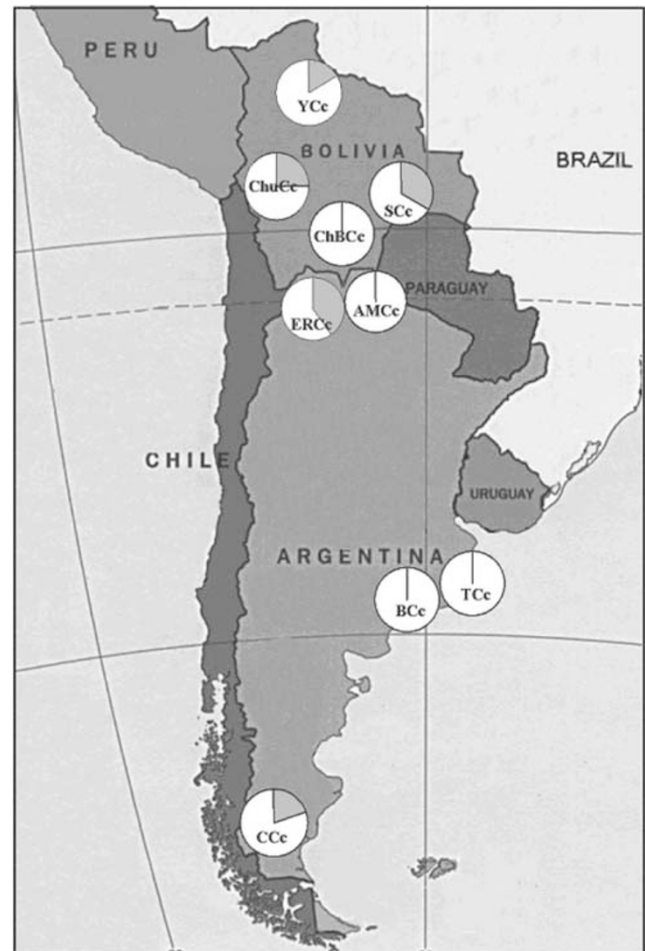 PERU
YCc
BOLIVIA
BRAZIL
ChuCc
SCc
ChBCc
PARAGUAY
ERCc
AMCc
CHILE
URUGUAY
ARGENTINA
BCc
TCc
CCc